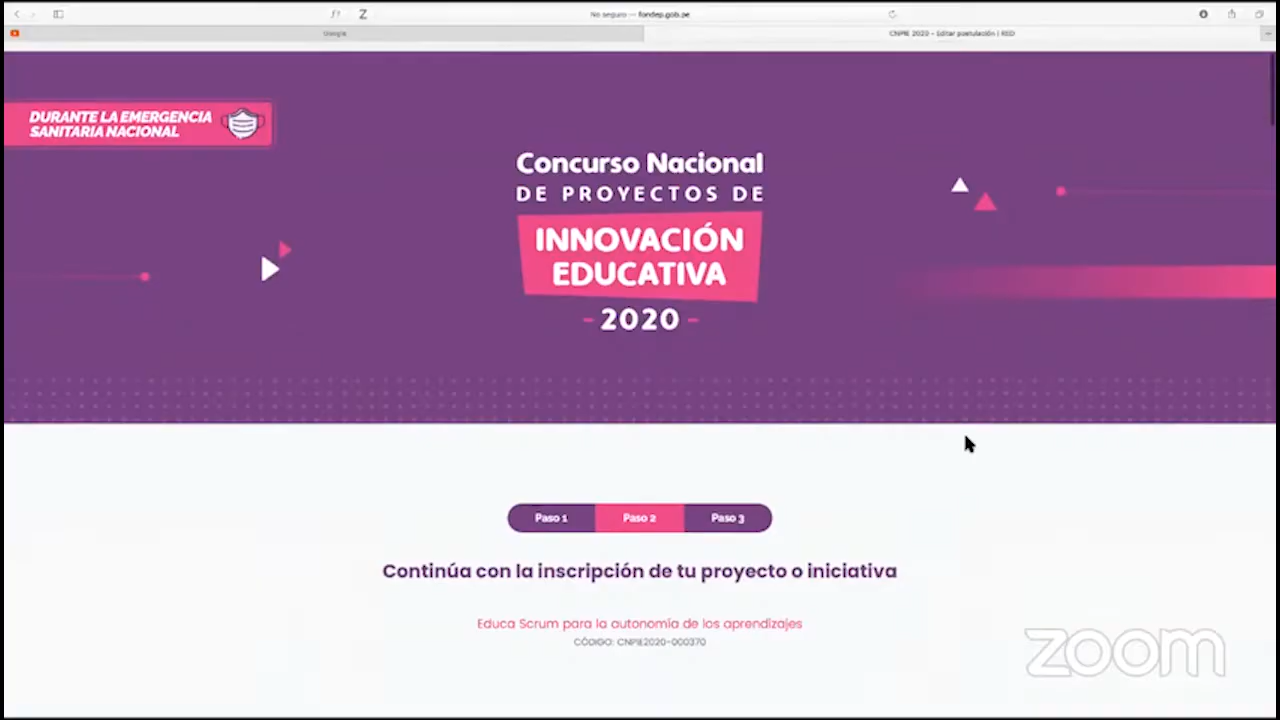 No seguro — fondep.gob.pe
Google
CNPIE 2020 - Editar postulación | RED
DURANTE LA EMERGENCIA
SANITARIA NACIONAL
Concurso Nacional
DE PROYECTOS DE
INNOVACIÓN
EDUCATIVA
- 2020 -
Paso 1
Paso 2
Paso 3
Continúa con la inscripción de tu proyecto o iniciativa
Educa Scrum para la autonomía de los aprendizajes
CÓDIGO: CNPIE2020-000370
zoom